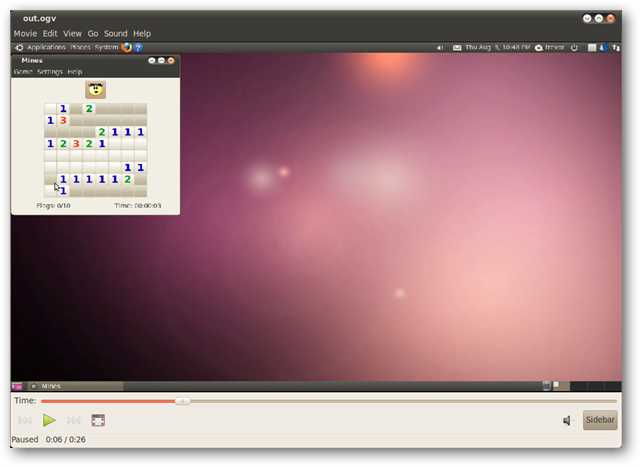 out.ogv
Movie Edit View Go Sound Help
Applications Places System ? Thu Aug 5, 10:48 PM trevor
Mines
Game Settings Help
1 2
1 3
2 1 1 1
1 2 3 2 1
1 1
1 1 1 1 1 2
1
Flags: 0/10 Time: 00:00:03
Mines
Time:
Sidebar
Paused 0:06 / 0:26